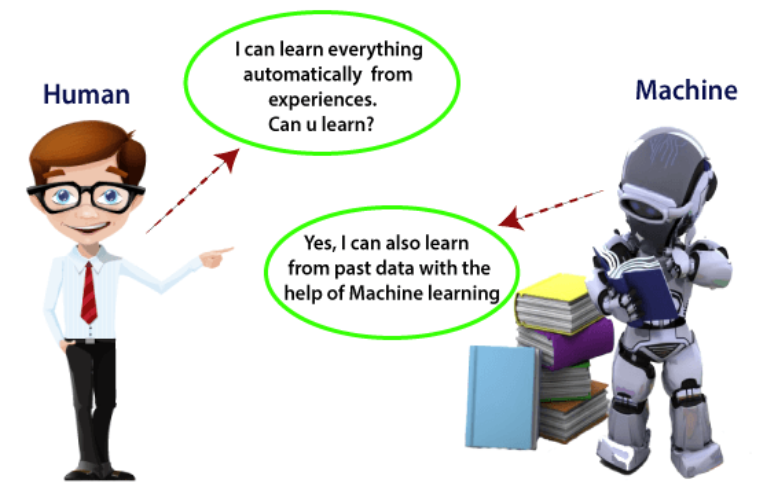 Human
I can learn everything
automatically from
experiences.
Can u learn?
Machine
Yes, I can also learn
from past data with the
help of Machine learning